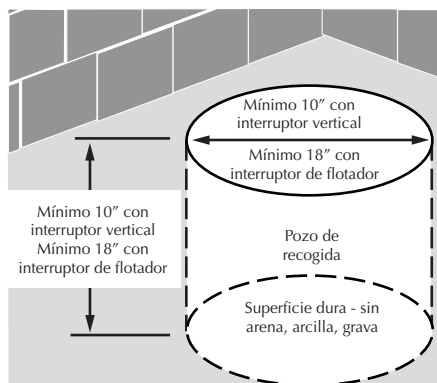 Mínimo 10” con
interruptor vertical
Mínimo 18” con
interruptor de flotador
Mínimo 10” con
interruptor vertical
Mínimo 18” con
interruptor de flotador
Pozo de
recogida
Superficie dura - sin
arena, arcilla, grava